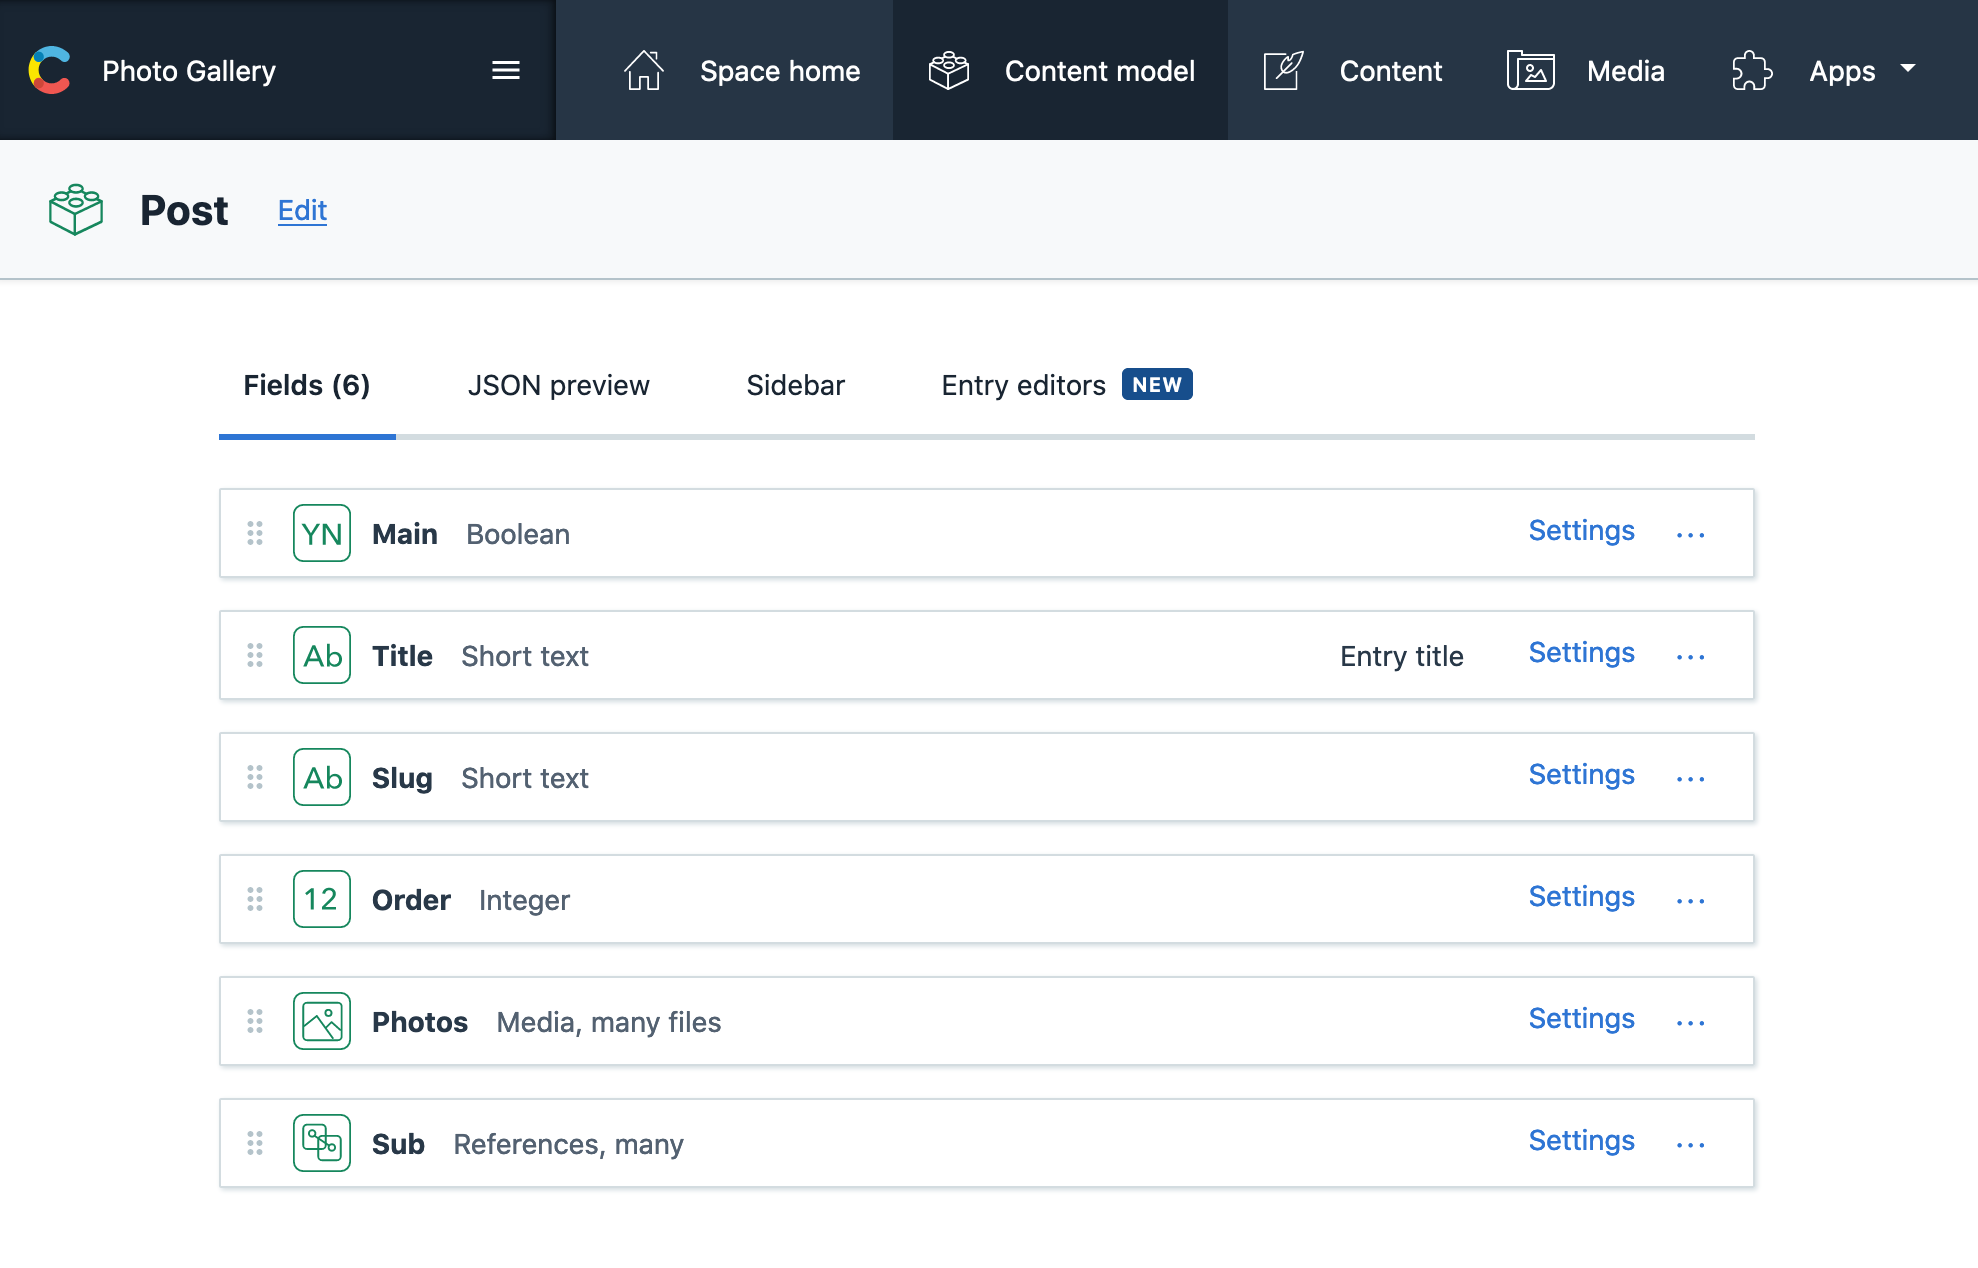 Photo Gallery Space home Content model Content Media Apps
Post Edit
Fields (6) JSON preview Sidebar Entry editors NEW
YN Main Boolean Settings ...
Ab Title Short text Entry title Settings ...
Ab Slug Short text Settings ...
12 Order Integer Settings ...
Photos Media, many files Settings ...
Sub References, many Settings ...